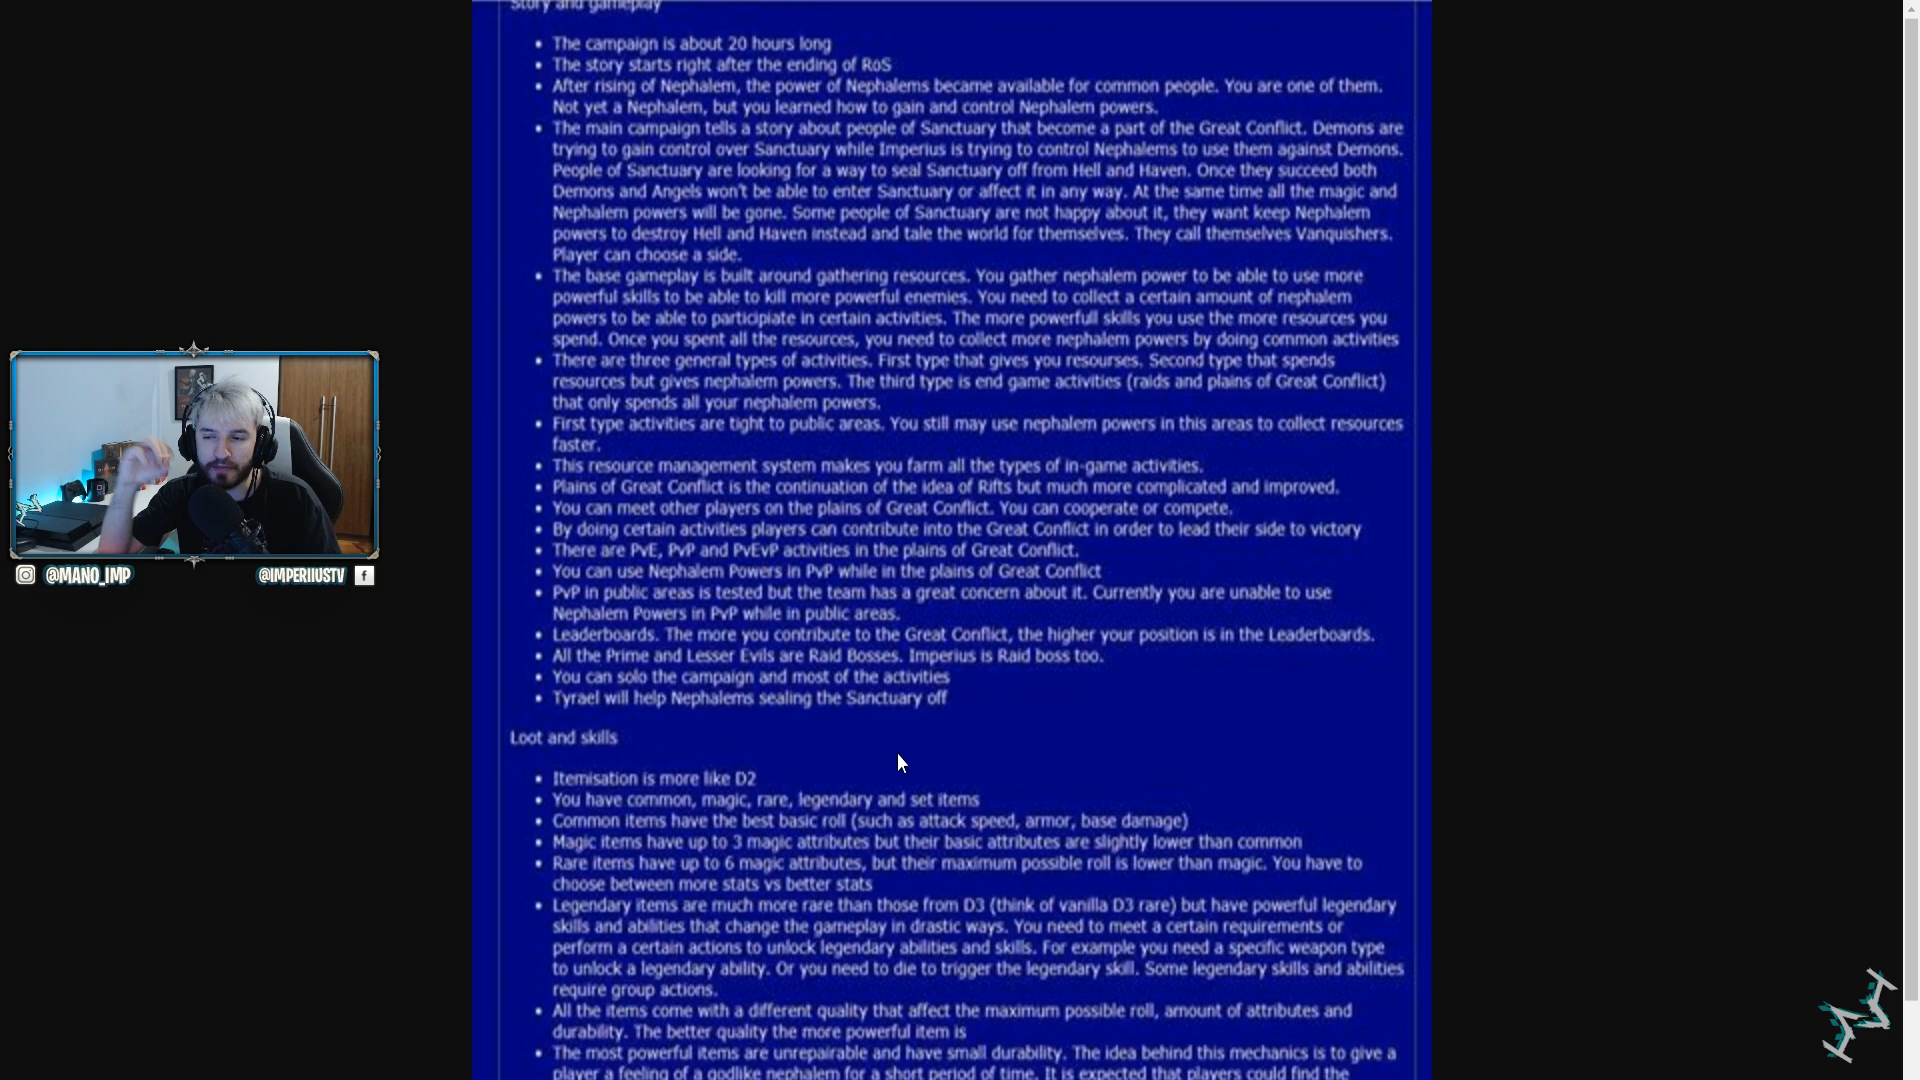 Story and gameplay
The campaign is about 20 hours long
The story starts right after the ending of RoS
After rising of Nephalem, the power of Nephalems became available for common people. You are one of them.
Not yet a Nephalem, but you learned how to gain and control Nephalem powers.
The main campaign tells a story about people of Sanctuary that become a part of the Great Conflict. Demons are
trying to gain control over Sanctuary while Imperius is trying to control Nephalems to use them against Demons.
People of Sanctuary are looking for a way to seal Sanctuary off from Hell and Haven. Once they succeed both
Demons and Angels won't be able to enter Sanctuary or affect it in any way. At the same time all the magic and
Nephalem powers will be gone. Some people of Sanctuary are not happy about it, they want keep Nephalem
powers to destroy Hell and Haven instead and tale the world for themselves. They call themselves Vanquishers.
Player can choose a side.
The base gameplay is built around gathering resources. You gather nephalem power to be able to use more
powerful skills to be able to kill more powerful enemies. You need to collect a certain amount of nephalem
powers to be able to participiate in certain activities. The more powerfull skills you use the more resources you
spend. Once you spent all the resources, you need to collect more nephalem powers by doing common activities
There are three general types of activities. First type that gives you resourses. Second type that spends
resources but gives nephalem powers. The third type is end game activities (raids and plains of Great Conflict)
that only spends all your nephalem powers.
First type activities are tight to public areas. You still may use nephalem powers in this areas to collect resources
faster.
This resource management system makes you farm all the types of in-game activities.
Plains of Great Conflict is the continuation of the idea of Rifts but much more complicated and improved.
You can meet other players on the plains of Great Conflict. You can cooperate or compete.
By doing certain activities players can contribute into the Great Conflict in order to lead their side to victory
There are PvE, PvP and PvEvP activities in the plains of Great Conflict.
You can use Nephalem Powers in PvP while in the plains of Great Conflict
PvP in public areas is tested but the team has a great concern about it. Currently you are unable to use
Nephalem Powers in PvP while in public areas.
Leaderboards. The more you contribute to the Great Conflict, the higher your position is in the Leaderboards.
All the Prime and Lesser Evils are Raid Bosses. Imperius is Raid boss too.
You can solo the campaign and most of the activities
Tyrael will help Nephalems sealing the Sanctuary off
Loot and skills
Itemisation is more like D2
You have common, magic, rare, legendary and set items
Common items have the best basic roll (such as attack speed, armor, base damage)
Magic items have up to 3 magic attributes but their basic attributes are slightly lower than common
Rare items have up to 6 magic attributes, but their maximum possible roll is lower than magic. You have to
choose between more stats vs better stats
Legendary items are much more rare than those from D3 (think of vanilla D3 rare) but have powerful legendary
skills and abilities that change the gameplay in drastic ways. You need to meet a certain requirements or
perform a certain actions to unlock legendary abilities and skills. For example you need a specific weapon type
to unlock a legendary ability. Or you need to die to trigger the legendary skill. Some legendary skills and abilities
require group actions.
All the items come with a different quality that affect the maximum possible roll, amount of attributes and
durability. The better quality the more powerful item is
The most powerful items are unrepairable and have small durability. The idea behind this mechanics is to give a
player a feeling of a godlike nephalem for a short period of time. It is expected that players could find the
@MANO_IMP
@IMPERIIUSTV